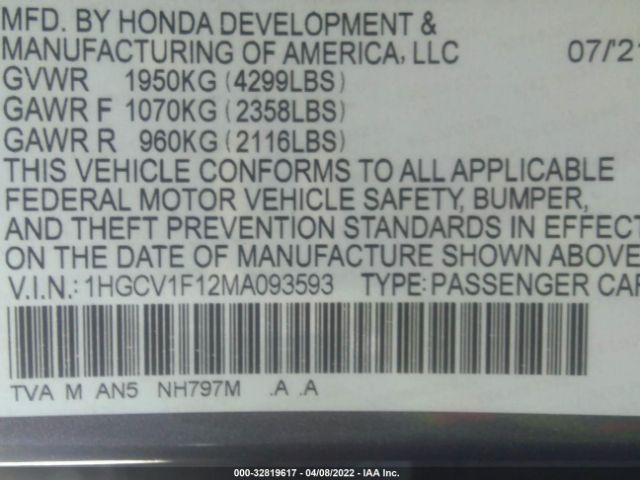 MFD. BY HONDA DEVELOPMENT &
MANUFACTURING OF AMERICA, LLC 07/'21
GVWR 1950KG (4299LBS)
GAWR F 1070KG (2358LBS)
GAWR R 960KG (2116LBS)
THIS VEHICLE CONFORMS TO ALL APPLICABLE
FEDERAL MOTOR VEHICLE SAFETY, BUMPER,
AND THEFT PREVENTION STANDARDS IN EFFECT
ON THE DATE OF MANUFACTURE SHOWN ABOVE
V.I.N.: 1HGCV1F12MA093593 TYPE: PASSENGER CAR
TVA M AN5 NH797M .A .A
000-32819617 - 04/08/2022 - IAA Inc.